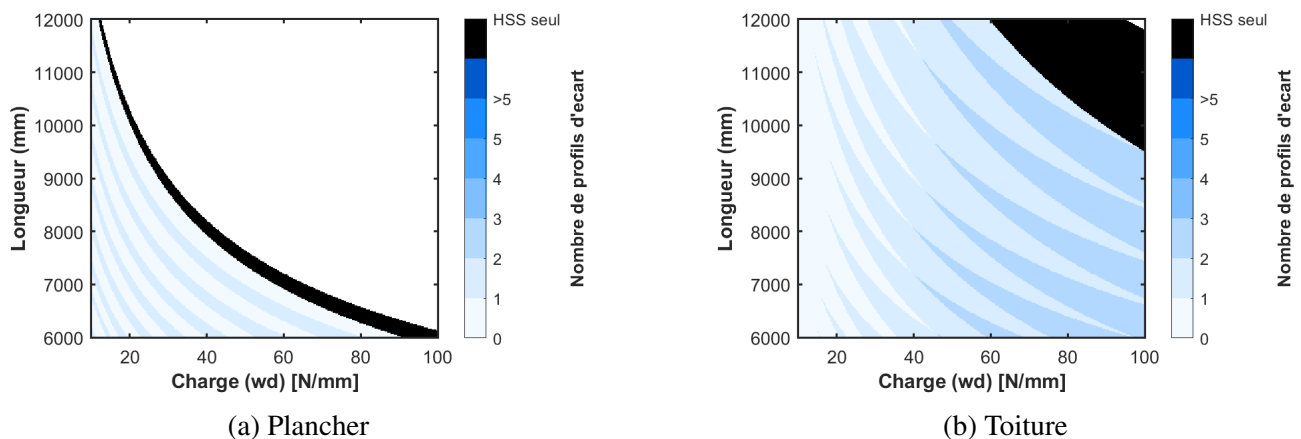 12000
11000
10000
9000
8000
7000
6000
Longueur (mm)
20 40 60 80 100
Charge (wd) [N/mm]
HSS seul
>5
5
4
3
2
1
0
Nombre de profils d'ecart
(a) Plancher
12000
11000
10000
9000
8000
7000
6000
Longueur (mm)
20 40 60 80 100
Charge (wd) [N/mm]
HSS seul
>5
5
4
3
2
1
0
Nombre de profils d'ecart
(b) Toiture